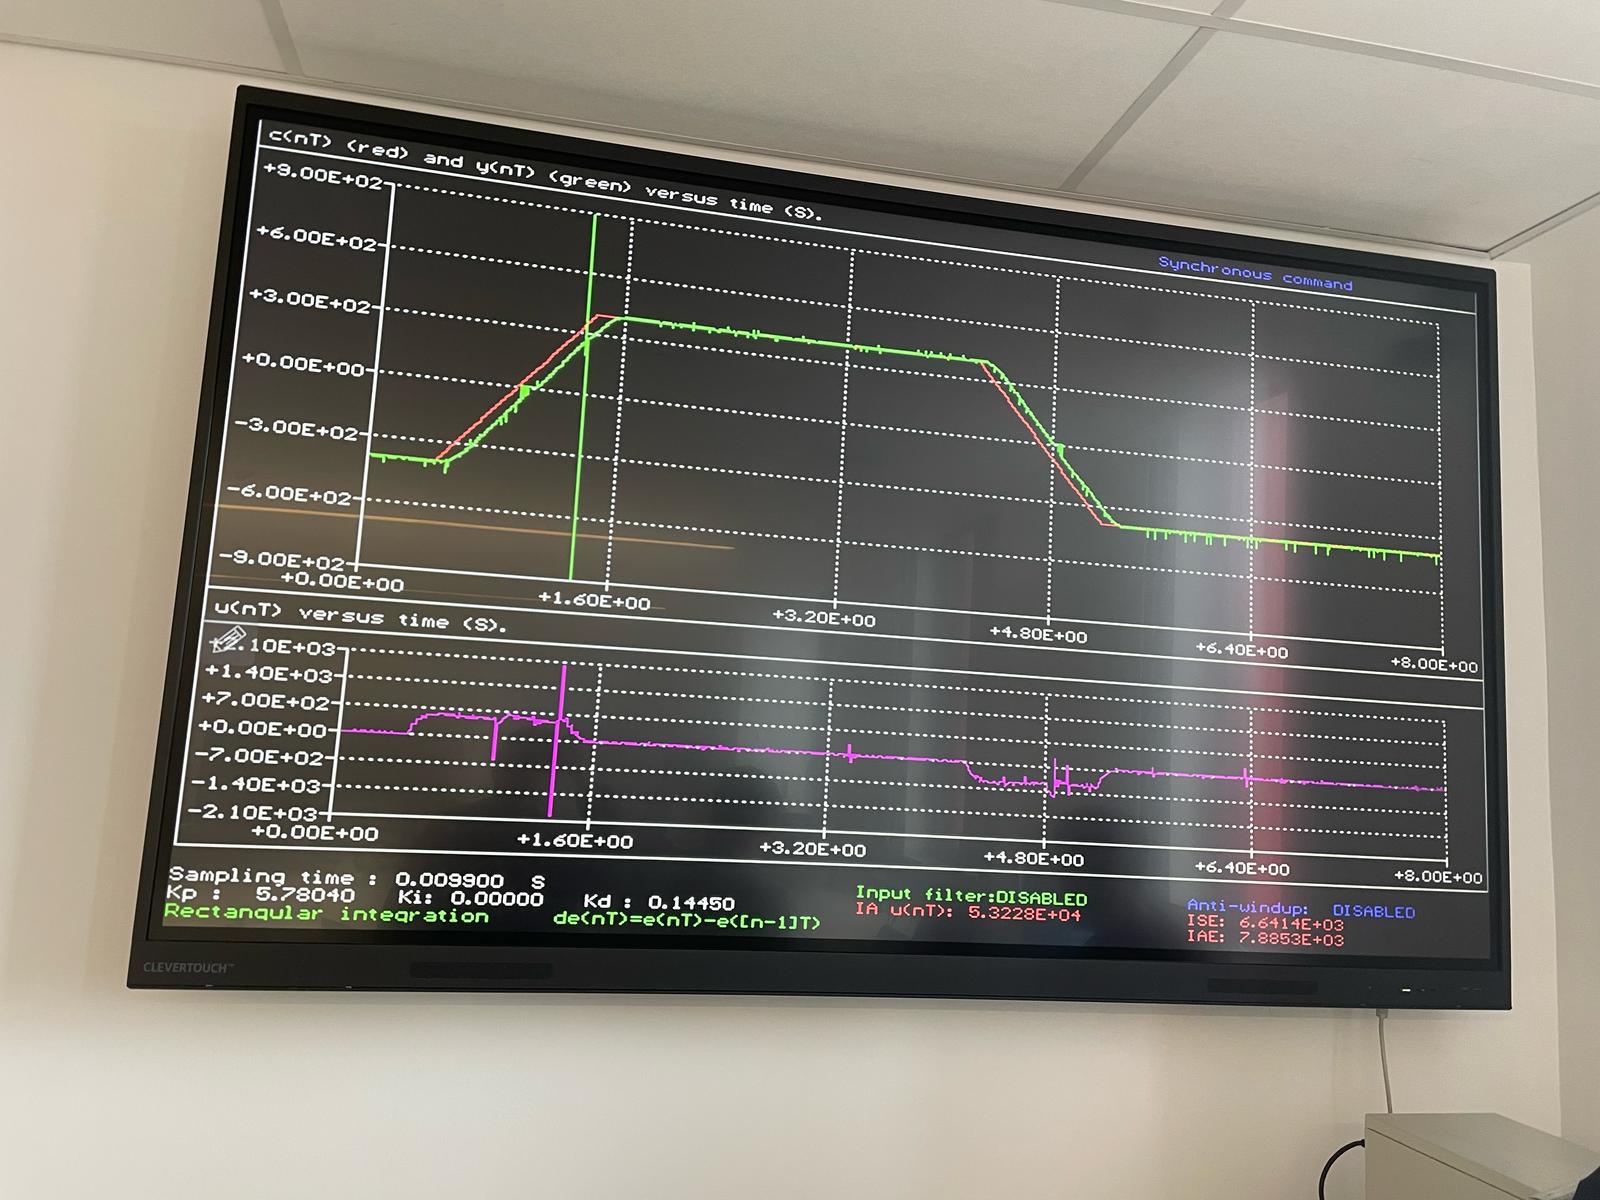 c(nT) (red) and y(nT) (green) versus time (S).
Synchronous command
+9.00E+02
+6.00E+02
+3.00E+02
+0.00E+00
-3.00E+02
-6.00E+02
-9.00E+02
+0.00E+00 +1.60E+00 +3.20E+00 +4.80E+00 +6.40E+00 +8.00E+00
u(nT) versus time (S).
+2.10E+03
+1.40E+03
+7.00E+02
+0.00E+00
-7.00E+02
-1.40E+03
-2.10E+03
+0.00E+00 +1.60E+00 +3.20E+00 +4.80E+00 +6.40E+00 +8.00E+00
Sampling time : 0.009900 S Input filter:DISABLED Anti-windup: DISABLED
Kp : 5.78040 Ki: 0.00000 Kd : 0.14450 IA u(nT): 5.3228E+04 ISE: 6.6414E+03
Rectangular integration de(nT)=e(nT)-e([n-1]T) IAE: 7.8853E+03
CLEVERTOUCH™